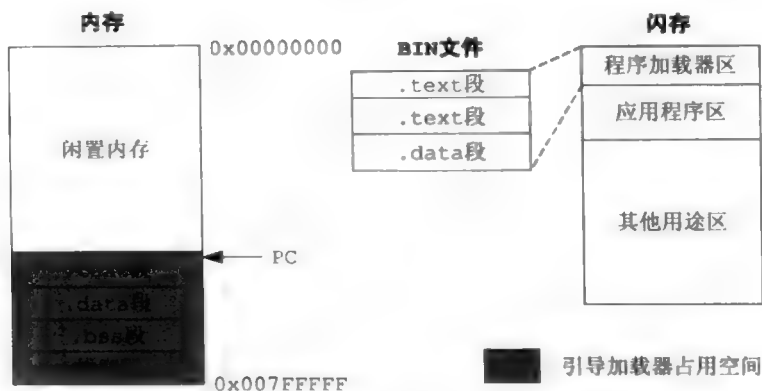 内存
0x00000000
闲置内存
PC
.data段
.bss段
0x007FFFFF
BIN文件
.text段
.text段
.data段
闪存
程序加载器区
应用程序区
其他用途区
引导加载器占用空间